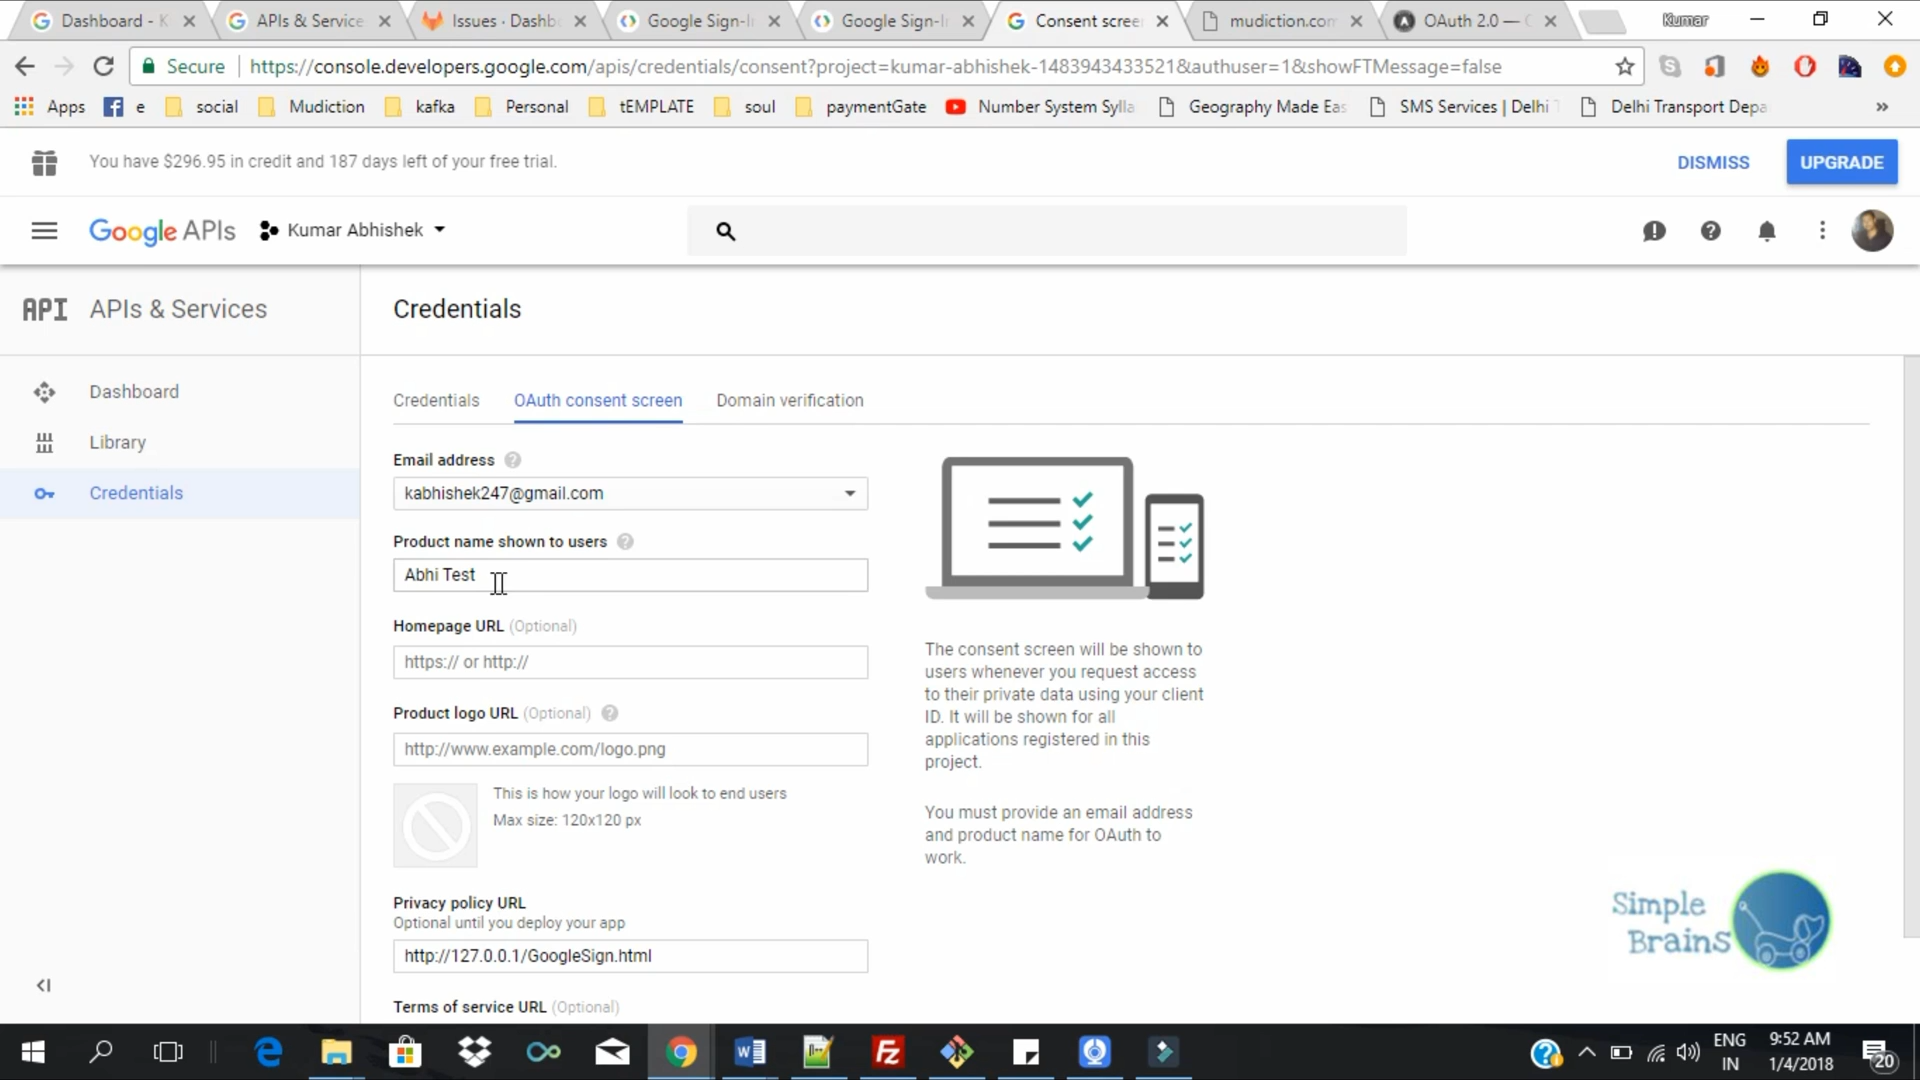 Dashboard - K
APIs & Service
Issues · Dashb
Google Sign-In
Google Sign-In
Consent scree
mudiction.com
OAuth 2.0 —
Kumar
Secure
https://console.developers.google.com/apis/credentials/consent?project=kumar-abhishek-1483943433521&authuser=1&showFTMessage=false
Apps
e
social
Mudiction
kafka
Personal
tEMPLATE
soul
paymentGate
Number System Sylla
Geography Made Eas
SMS Services | Delhi
Delhi Transport Depa
»
You have $296.95 in credit and 187 days left of your free trial.
DISMISS
UPGRADE
Google APIs
Kumar Abhishek
API APIs & Services
Credentials
Dashboard
Library
Credentials
Credentials
OAuth consent screen
Domain verification
Email address
kabhishek247@gmail.com
Product name shown to users
Abhi Test
Homepage URL (Optional)
https:// or http://
Product logo URL (Optional)
http://www.example.com/logo.png
This is how your logo will look to end users
Max size: 120x120 px
Privacy policy URL
Optional until you deploy your app
http://127.0.0.1/GoogleSign.html
Terms of service URL (Optional)
The consent screen will be shown to
users whenever you request access
to their private data using your client
ID. It will be shown for all
applications registered in this
project.
You must provide an email address
and product name for OAuth to
work.
Simple
Brains
ENG
IN
9:52 AM
1/4/2018
20